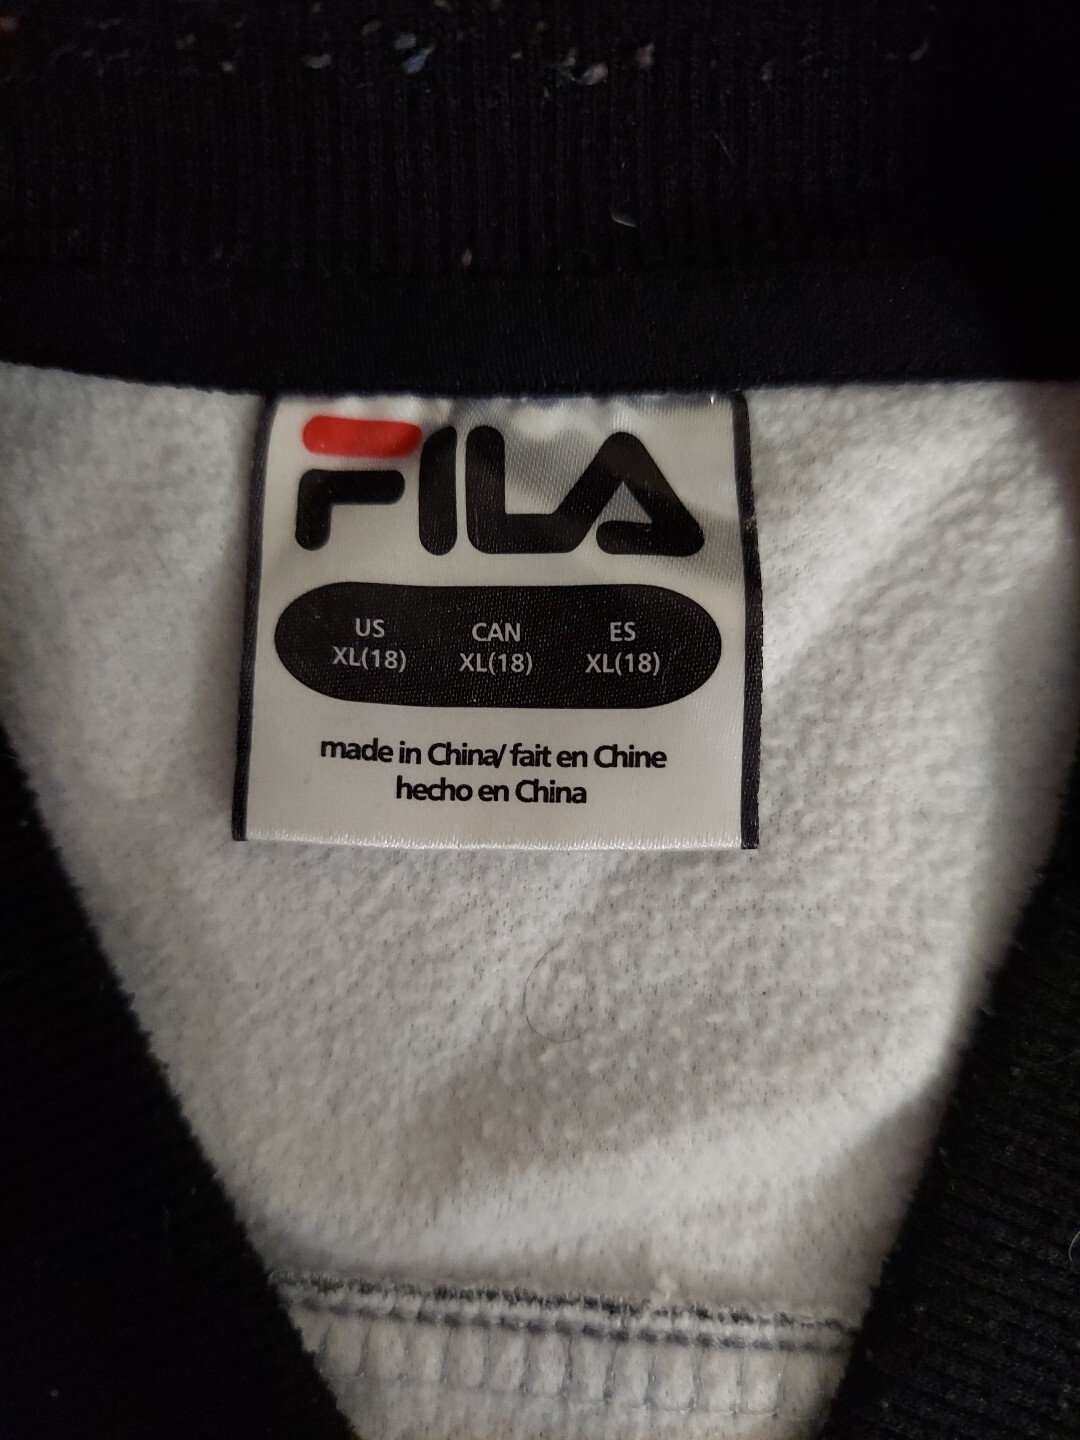 FILA
US CAN ES
XL(18) XL(18) XL(18)
made in China/ fait en Chine
hecho en China